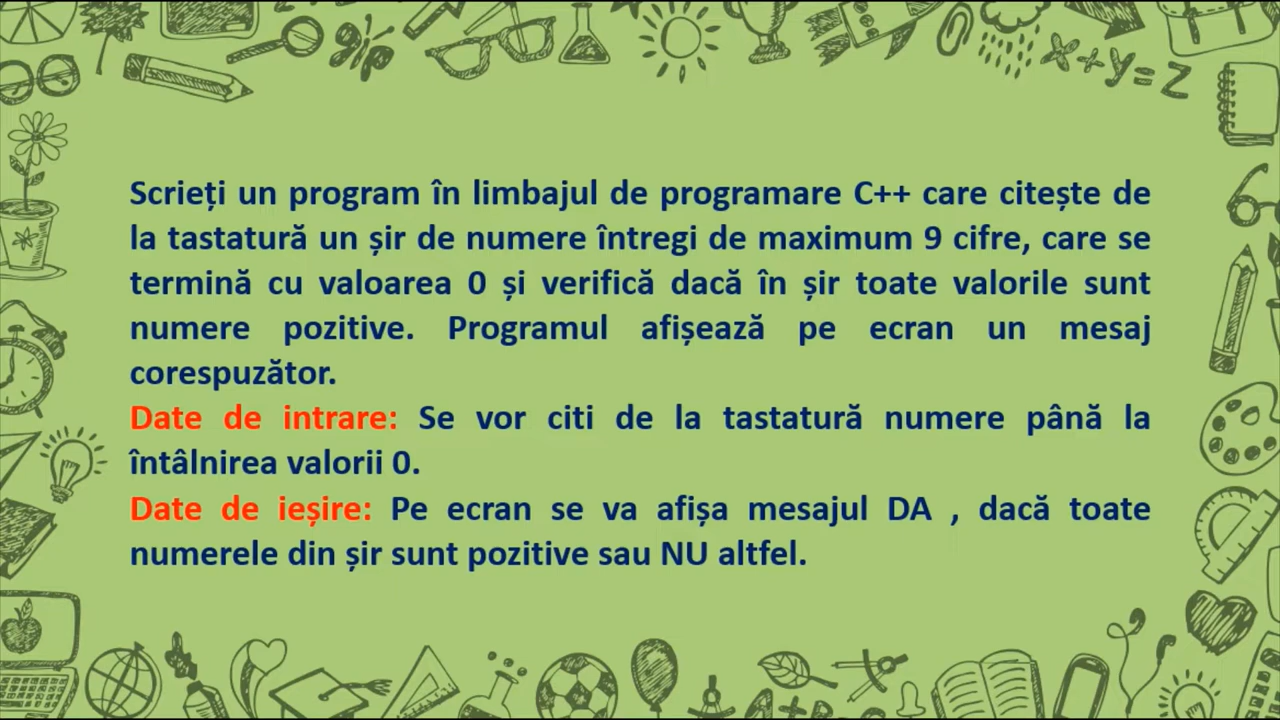 x+y=z
Scrieți un program în limbajul de programare C++ care citește de
la tastatură un șir de numere întregi de maximum 9 cifre, care se
termină cu valoarea 0 și verifică dacă în șir toate valorile sunt
numere pozitive. Programul afișează pe ecran un mesaj
corespuzător.
Date de intrare: Se vor citi de la tastatură numere până la
întâlnirea valorii 0.
Date de ieșire: Pe ecran se va afișa mesajul DA , dacă toate
numerele din șir sunt pozitive sau NU altfel.